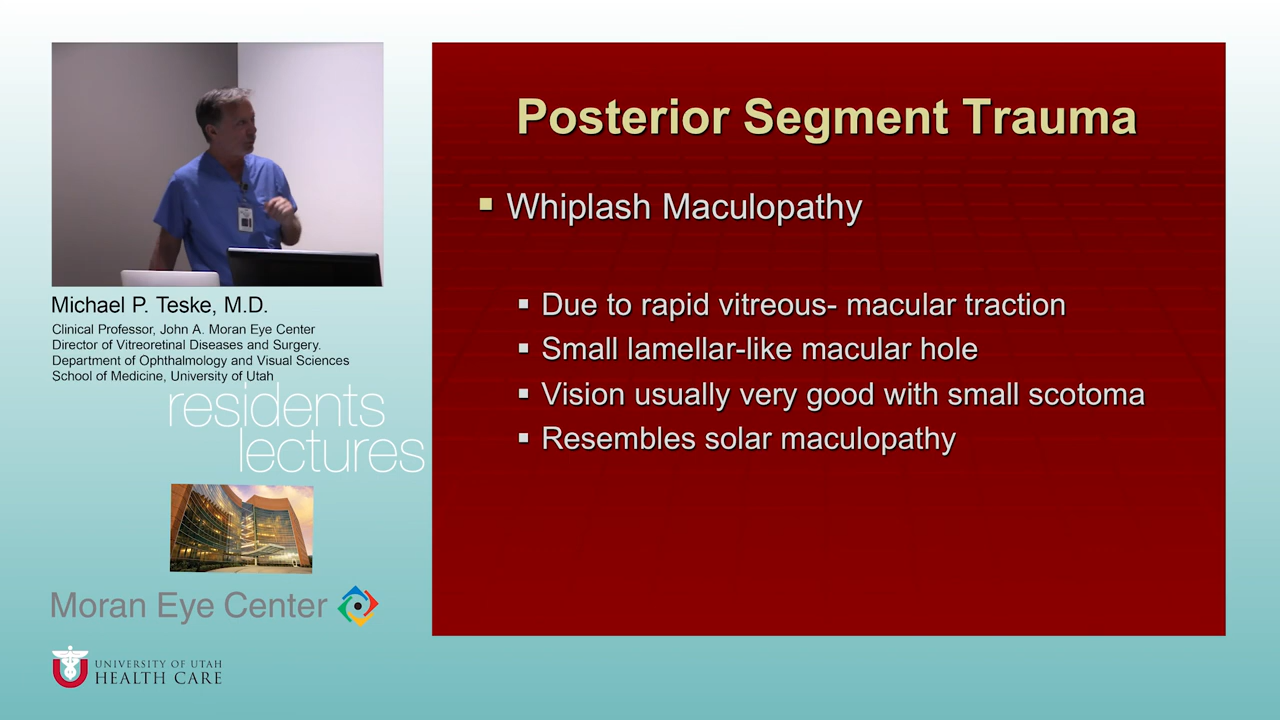 Posterior Segment Trauma
Whiplash Maculopathy
Due to rapid vitreous- macular traction
Small lamellar-like macular hole
Vision usually very good with small scotoma
Resembles solar maculopathy
Michael P. Teske, M.D.
Clinical Professor, John A. Moran Eye Center
Director of Vitreoretinal Diseases and Surgery.
Department of Ophthalmology and Visual Sciences
School of Medicine, University of Utah
residents
lectures
Moran Eye Center
UNIVERSITY OF UTAH
HEALTH CARE